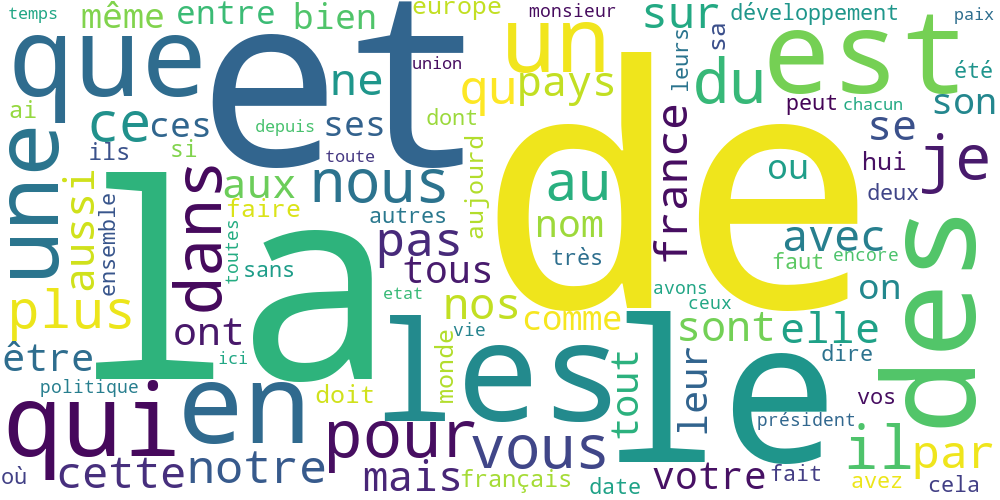 temps
même
entre
bien
europe
monsieur
sur
développement
paix
que
et
un
est
ne
union
leurs
sa
été
ai
une
ce
ces
depuis
ses
dont
qu
pays
du
peut
chacun
son
ils
si
toute
aujourd
france
se
je
hui
ou
deux
la
dans
aux
nous
au
de
des
aussi
ensemble
faire
autres
nom
avec
toutes
sans
pas
tous
très
faut
encore
plus
ont
etat
nos
avons
ceux
on
comme
sont
elle
être
ici
les
vie
monde
le
dire
politique
qui
en
doit
tout
leur
vos
président
pour
vous
il
par
où
cette
notre
mais
français
date
votre
fait
avez
cela